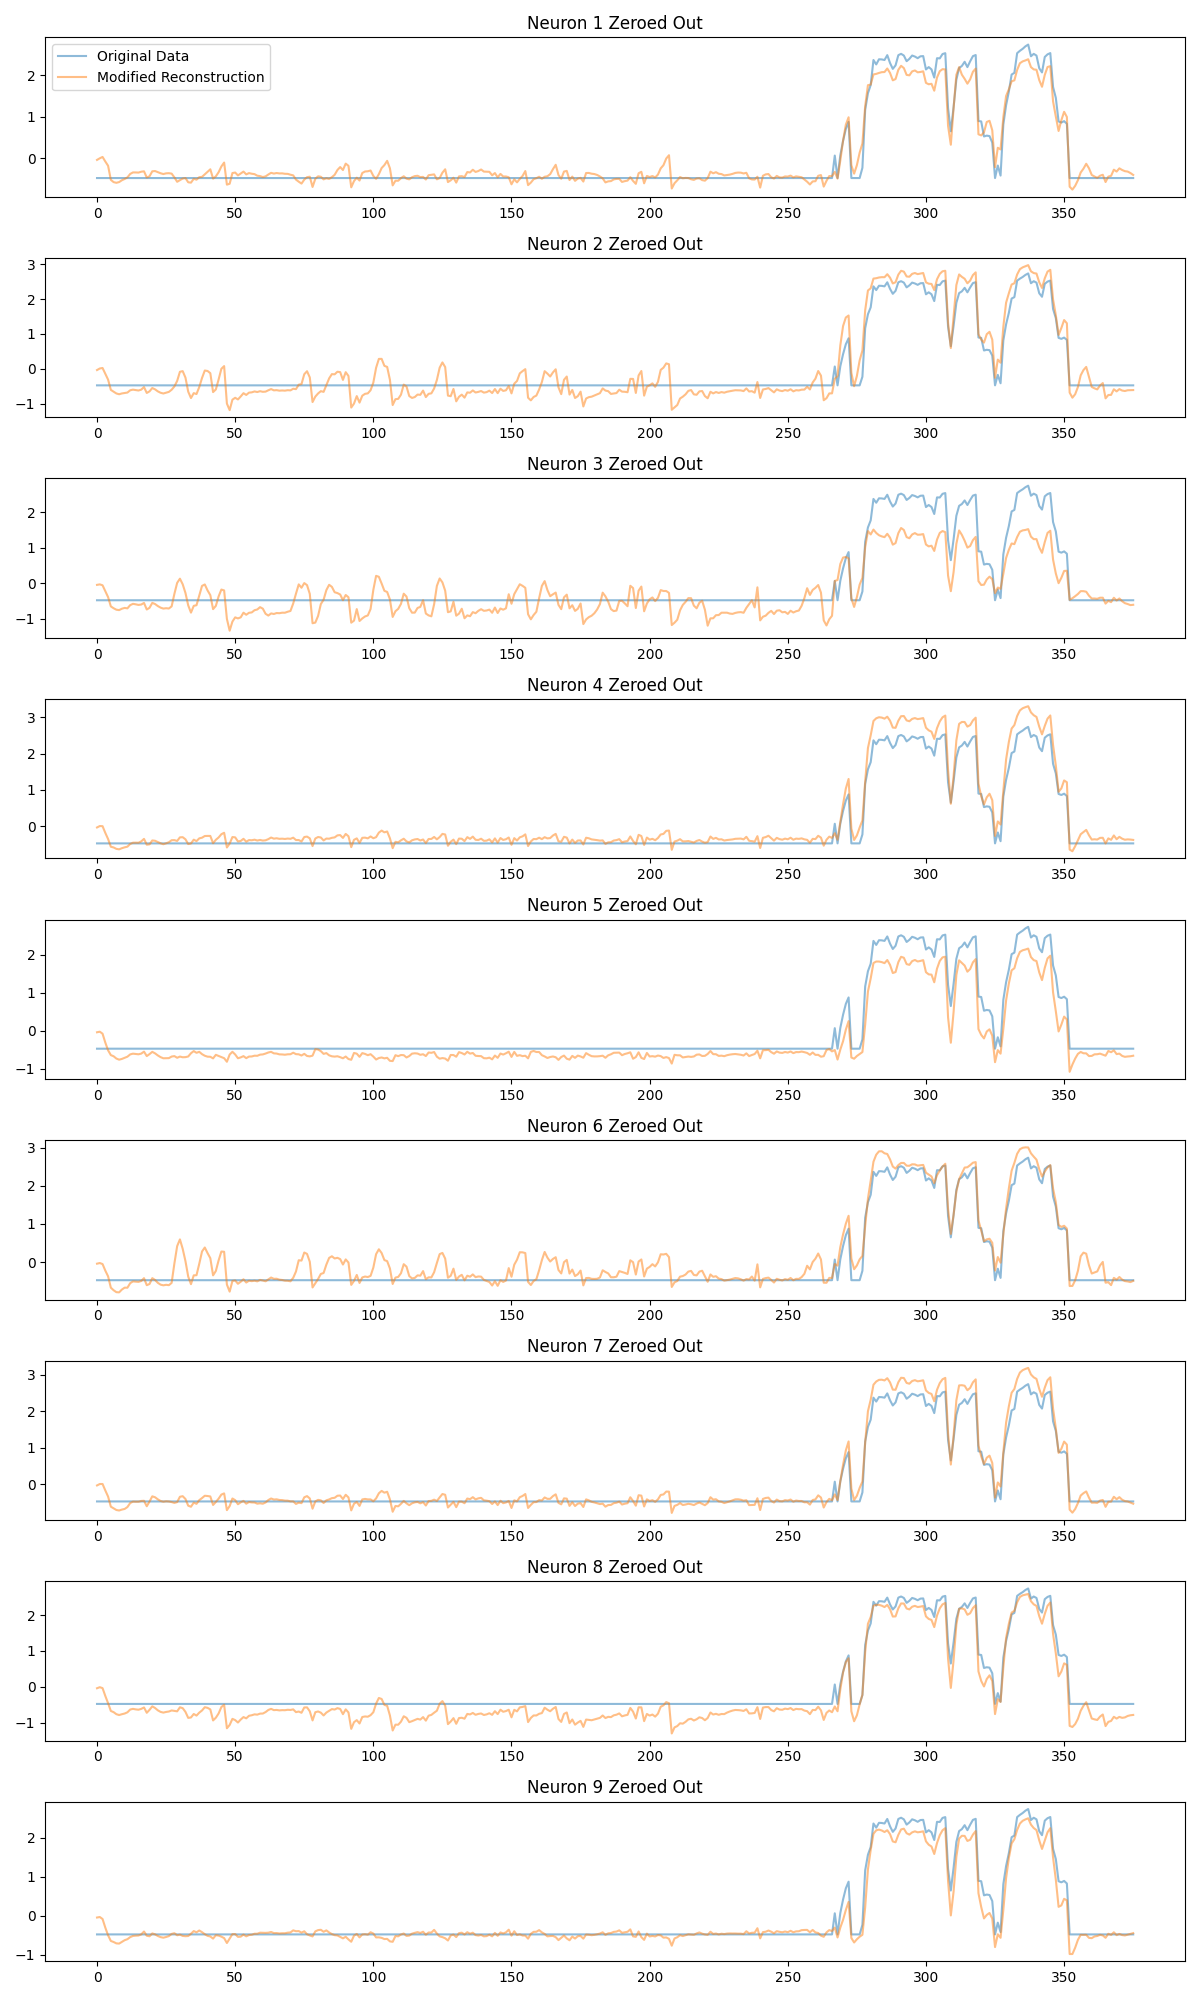 Neuron 1 Zeroed Out
Original Data
Modified Reconstruction
2
1
0
0 50 100 150 200 250 300 350
Neuron 2 Zeroed Out
3
2
1
0
−1
0 50 100 150 200 250 300 350
Neuron 3 Zeroed Out
2
1
0
−1
0 50 100 150 200 250 300 350
Neuron 4 Zeroed Out
3
2
1
0
0 50 100 150 200 250 300 350
Neuron 5 Zeroed Out
2
1
0
−1
0 50 100 150 200 250 300 350
Neuron 6 Zeroed Out
3
2
1
0
0 50 100 150 200 250 300 350
Neuron 7 Zeroed Out
3
2
1
0
0 50 100 150 200 250 300 350
Neuron 8 Zeroed Out
2
1
0
−1
0 50 100 150 200 250 300 350
Neuron 9 Zeroed Out
2
1
0
−1
0 50 100 150 200 250 300 350